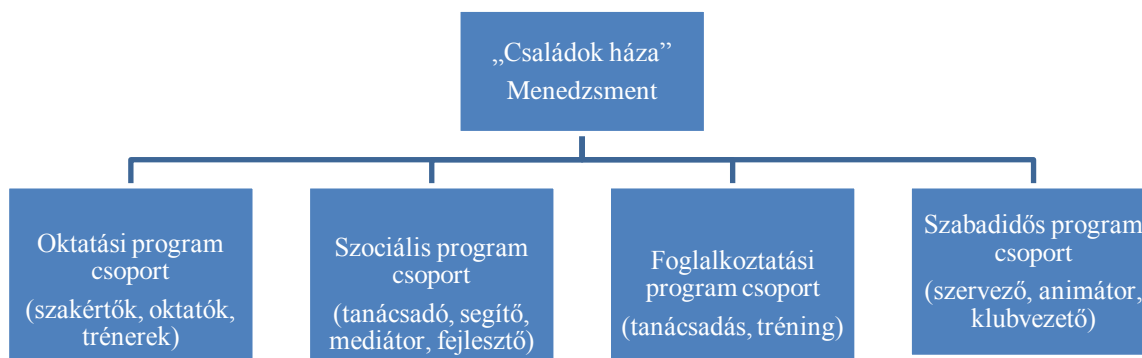 „Családok háza”
Menedzsment
Oktatási program
csoport
(szakértők, oktatók,
trénerek)
Szociális program
csoport
(tanácsadó, segítő,
mediátor, fejlesztő)
Foglalkoztatási
program csoport
(tanácsadás, tréning)
Szabadidős program
csoport
(szervező, animátor,
klubvezető)